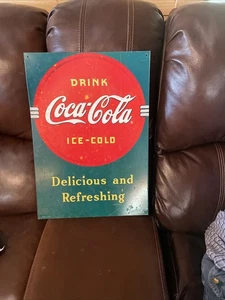 DRINK
Coca-Cola
ICE-COLD
Delicious and
Refreshing